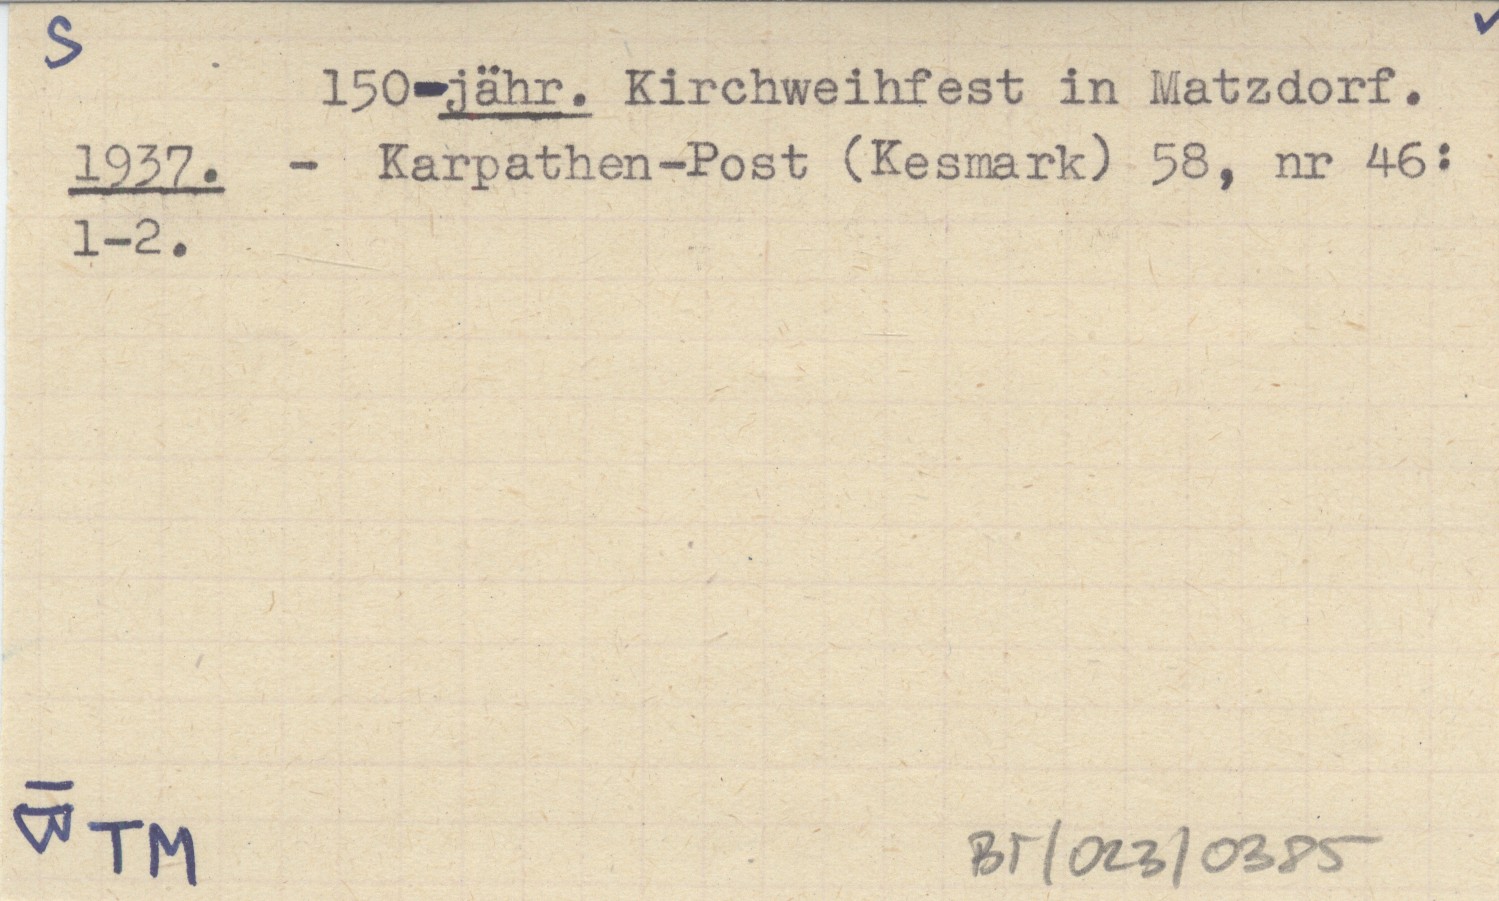 S
150-jähr. Kirchweihfest in Matzdorf.
1937. - Karpathen-Post (Kesmark) 58, nr 46:
1-2.
TM
BT/023/0385